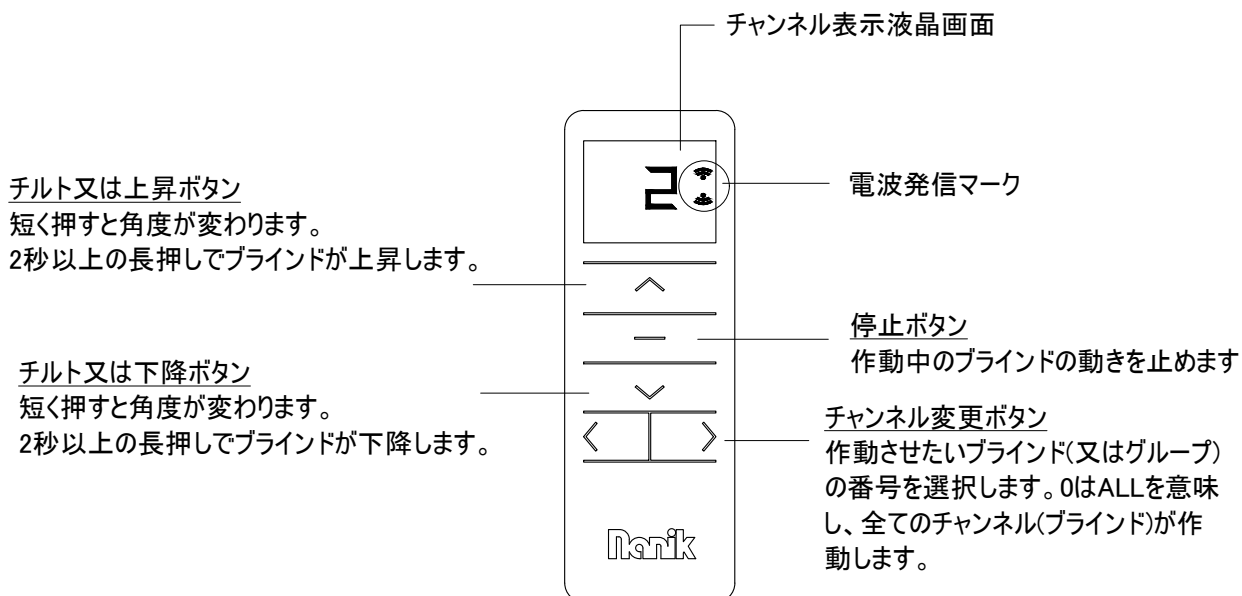 チャンネル表示液晶画面
2
電波発信マーク
チルト又は上昇ボタン
短く押すと角度が変わります。
2秒以上の長押しでブラインドが上昇します。
停止ボタン
作動中のブラインドの動きを止めます
チルト又は下降ボタン
短く押すと角度が変わります。
2秒以上の長押しでブラインドが下降します。
チャンネル変更ボタン
作動させたいブラインド(又はグループ)
の番号を選択します。0はALLを意味
し、全てのチャンネル(ブラインド)が作
動します。
Nanik